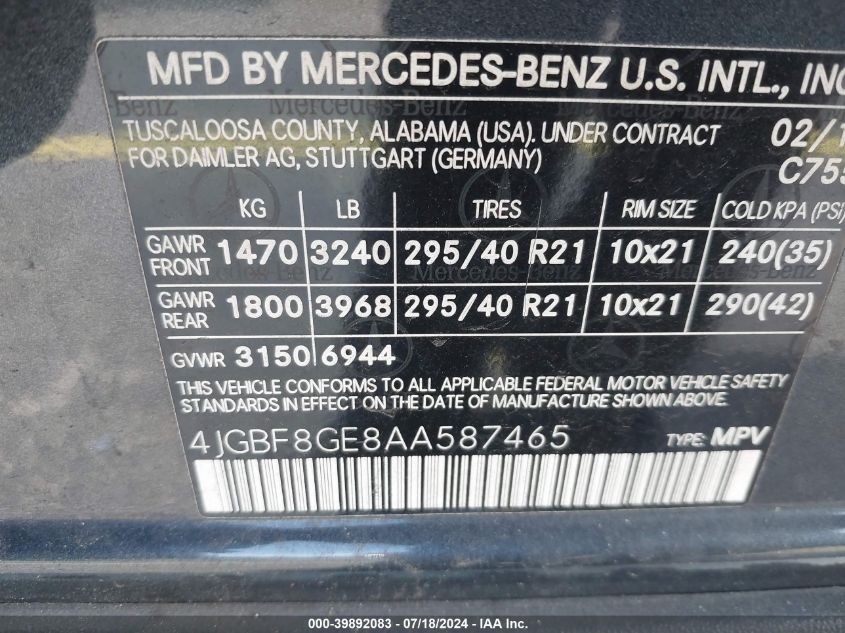 MFD BY MERCEDES-BENZ U.S. INTL., INC
TUSCALOOSA COUNTY, ALABAMA (USA). UNDER CONTRACT 02/1
FOR DAIMLER AG, STUTTGART (GERMANY) C755
KG LB TIRES RIM SIZE COLD KPA (PSI)
GAWR FRONT 1470 3240 295/40 R21 10x21 240(35)
GAWR REAR 1800 3968 295/40 R21 10x21 290(42)
GVWR 3150 6944
THIS VEHICLE CONFORMS TO ALL APPLICABLE FEDERAL MOTOR VEHICLE SAFETY
STANDARDS IN EFFECT ON THE DATE OF MANUFACTURE SHOWN ABOVE.
4JGBF8GE8AA587465 TYPE: MPV
000-39892083 - 07/18/2024 - IAA Inc.